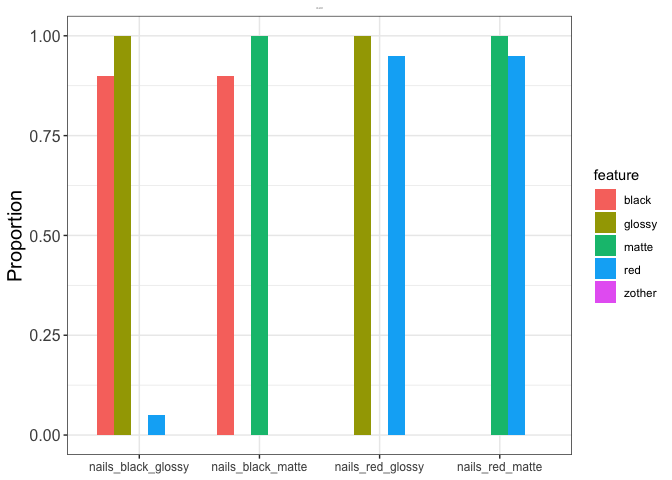 Proportion
1.00
0.75
0.50
0.25
0.00
nails_black_glossy
nails_black_matte
nails_red_glossy
nails_red_matte
feature
black
glossy
matte
red
zother